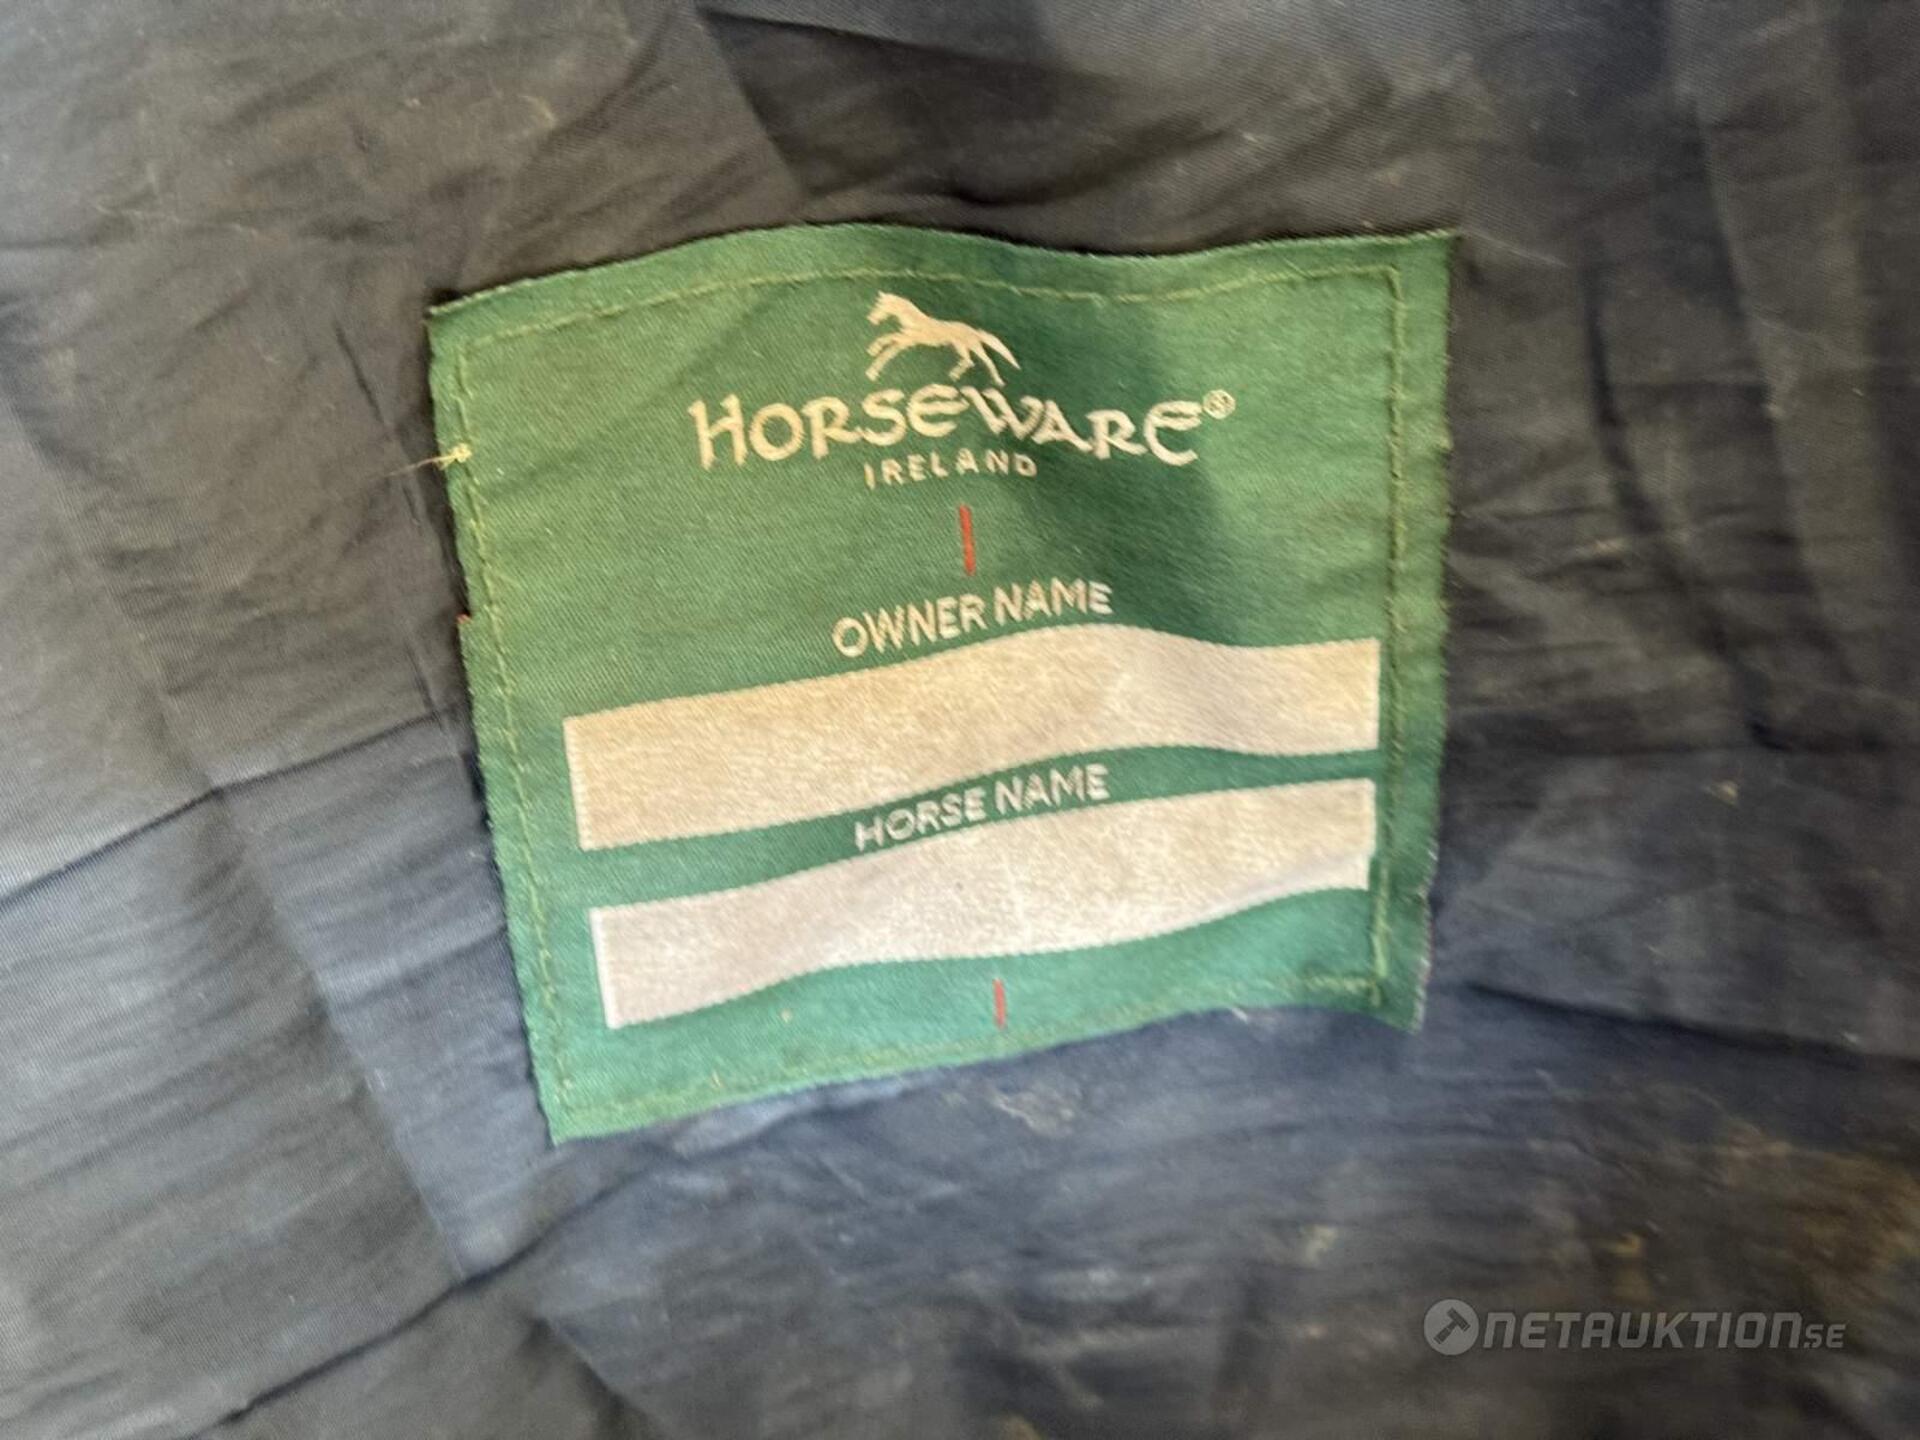 HORSEWARE®
IRELAND
OWNER NAME
HORSE NAME
NETAUKTION.SE